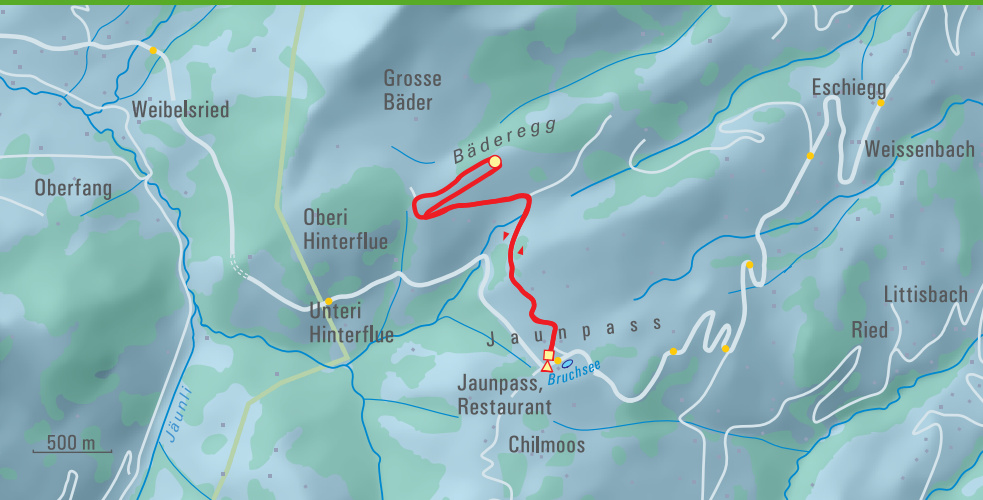 Grosse
Bäder
Eschiegg
Weibelsried
Bäderegg
Weissenbach
Oberfang
Oberi
Hinterflue
Unteri
Hinterflue
Littisbach
Jaunpass
Ried
Bruchsee
Jaunpass,
Restaurant
Jäunli
Chilmoos
500 m